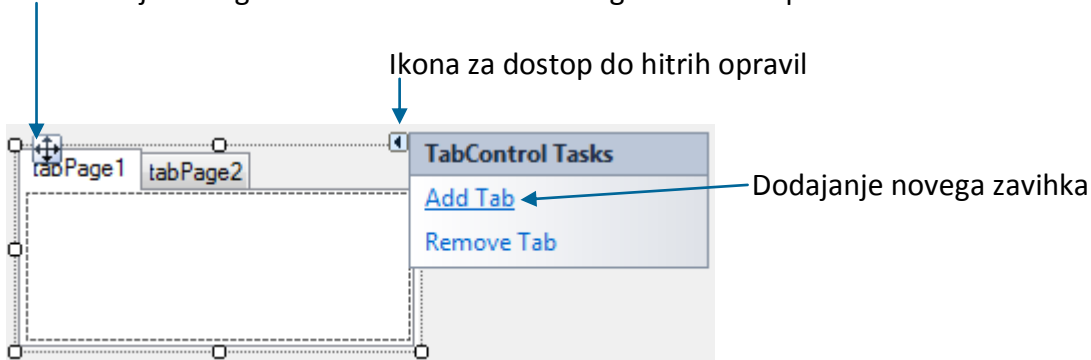 Ikona za dostop do hitrih opravil
TabControl Tasks
tabPage1 tabPage2
Add Tab
Dodajanje novega zavihka
Remove Tab